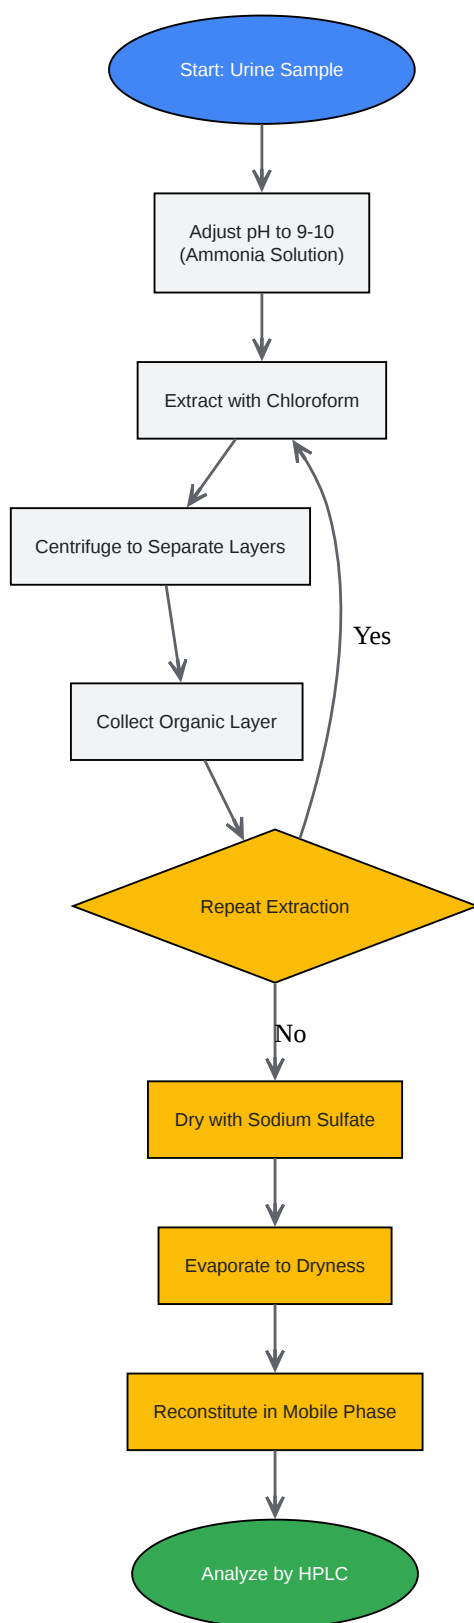 Start: Urine Sample
Adjust pH to 9-10
(Ammonia Solution)
Extract with Chloroform
Centrifuge to Separate Layers
Yes
Collect Organic Layer
Repeat Extraction
No
Dry with Sodium Sulfate
Evaporate to Dryness
Reconstitute in Mobile Phase
Analyze by HPLC